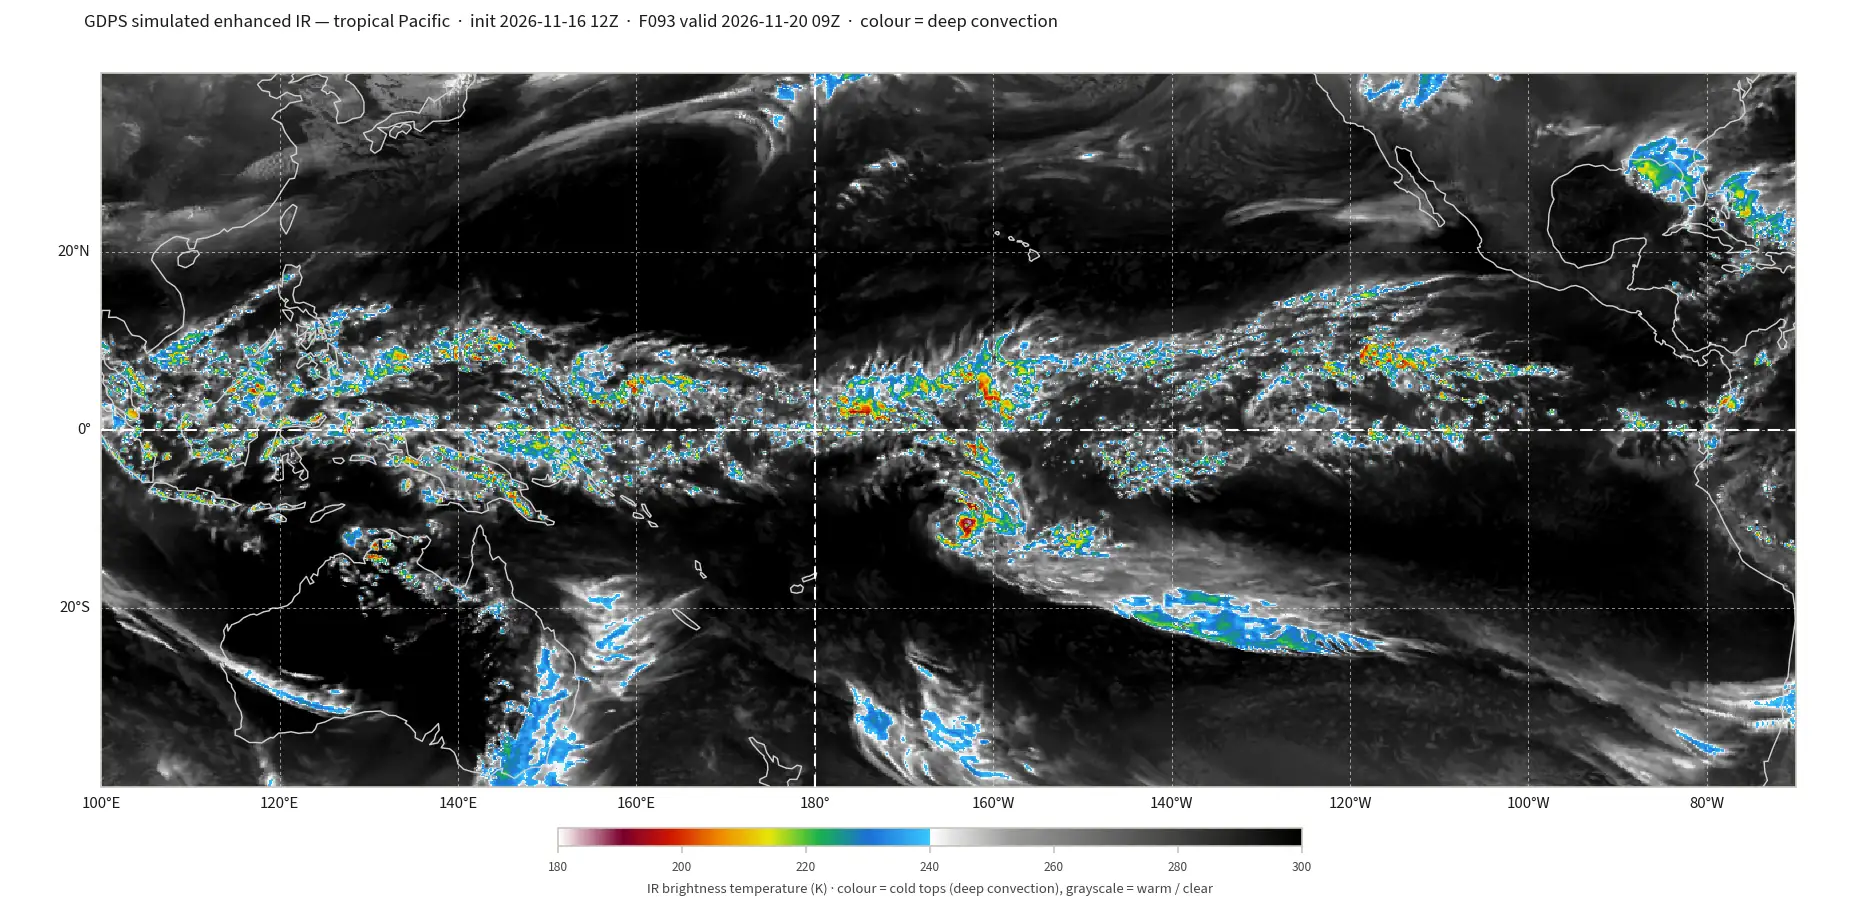 GDPS simulated enhanced IR — tropical Pacific · init 2026-11-16 12Z · F093 valid 2026-11-20 09Z · colour = deep convection
20°N
0°
20°S
100°E 120°E 140°E 160°E 180° 160°W 140°W 120°W 100°W 80°W
180 200 220 240 260 280 300
IR brightness temperature (K) · colour = cold tops (deep convection), grayscale = warm / clear